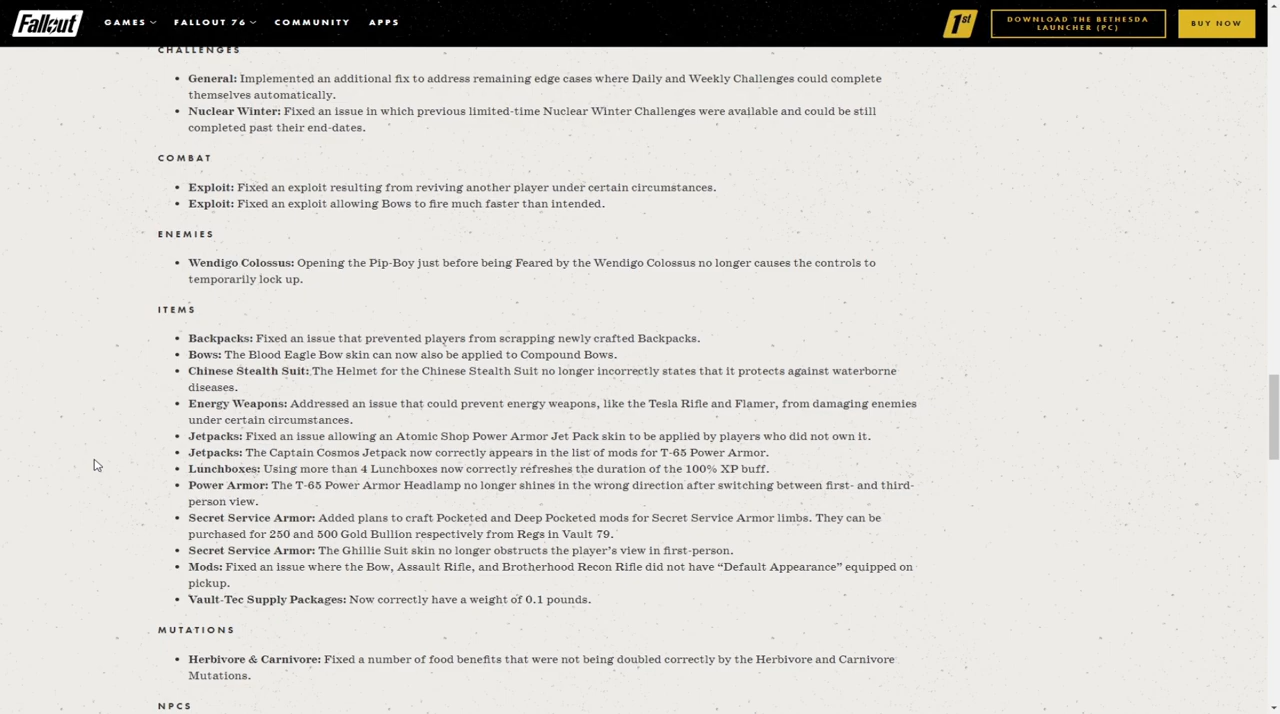 Fallout
GAMES
FALLOUT 76
COMMUNITY
APPS
1st
DOWNLOAD THE BETHESDA
LAUNCHER (PC)
BUY NOW
CHALLENGES
• General: Implemented an additional fix to address remaining edge cases where Daily and Weekly Challenges could complete
themselves automatically.
• Nuclear Winter: Fixed an issue in which previous limited-time Nuclear Winter Challenges were available and could be still
completed past their end-dates.
COMBAT
• Exploit: Fixed an exploit resulting from reviving another player under certain circumstances.
• Exploit: Fixed an exploit allowing Bows to fire much faster than intended.
ENEMIES
• Wendigo Colossus: Opening the Pip-Boy just before being Feared by the Wendigo Colossus no longer causes the controls to
temporarily lock up.
ITEMS
• Backpacks: Fixed an issue that prevented players from scrapping newly crafted Backpacks.
• Bows: The Blood Eagle Bow skin can now also be applied to Compound Bows.
• Chinese Stealth Suit: The Helmet for the Chinese Stealth Suit no longer incorrectly states that it protects against waterborne
diseases.
• Energy Weapons: Addressed an issue that could prevent energy weapons, like the Tesla Rifle and Flamer, from damaging enemies
under certain circumstances.
• Jetpacks: Fixed an issue allowing an Atomic Shop Power Armor Jet Pack skin to be applied by players who did not own it.
• Jetpacks: The Captain Cosmos Jetpack now correctly appears in the list of mods for T-65 Power Armor.
• Lunchboxes: Using more than 4 Lunchboxes now correctly refreshes the duration of the 100% XP buff.
• Power Armor: The T-65 Power Armor Headlamp no longer shines in the wrong direction after switching between first- and third-
person view.
• Secret Service Armor: Added plans to craft Pocketed and Deep Pocketed mods for Secret Service Armor limbs. They can be
purchased for 250 and 500 Gold Bullion respectively from Regs in Vault 79.
• Secret Service Armor: The Ghillie Suit skin no longer obstructs the player’s view in first-person.
• Mods: Fixed an issue where the Bow, Assault Rifle, and Brotherhood Recon Rifle did not have “Default Appearance” equipped on
pickup.
• Vault-Tec Supply Packages: Now correctly have a weight of 0.1 pounds.
MUTATIONS
• Herbivore & Carnivore: Fixed a number of food benefits that were not being doubled correctly by the Herbivore and Carnivore
Mutations.
NPCS